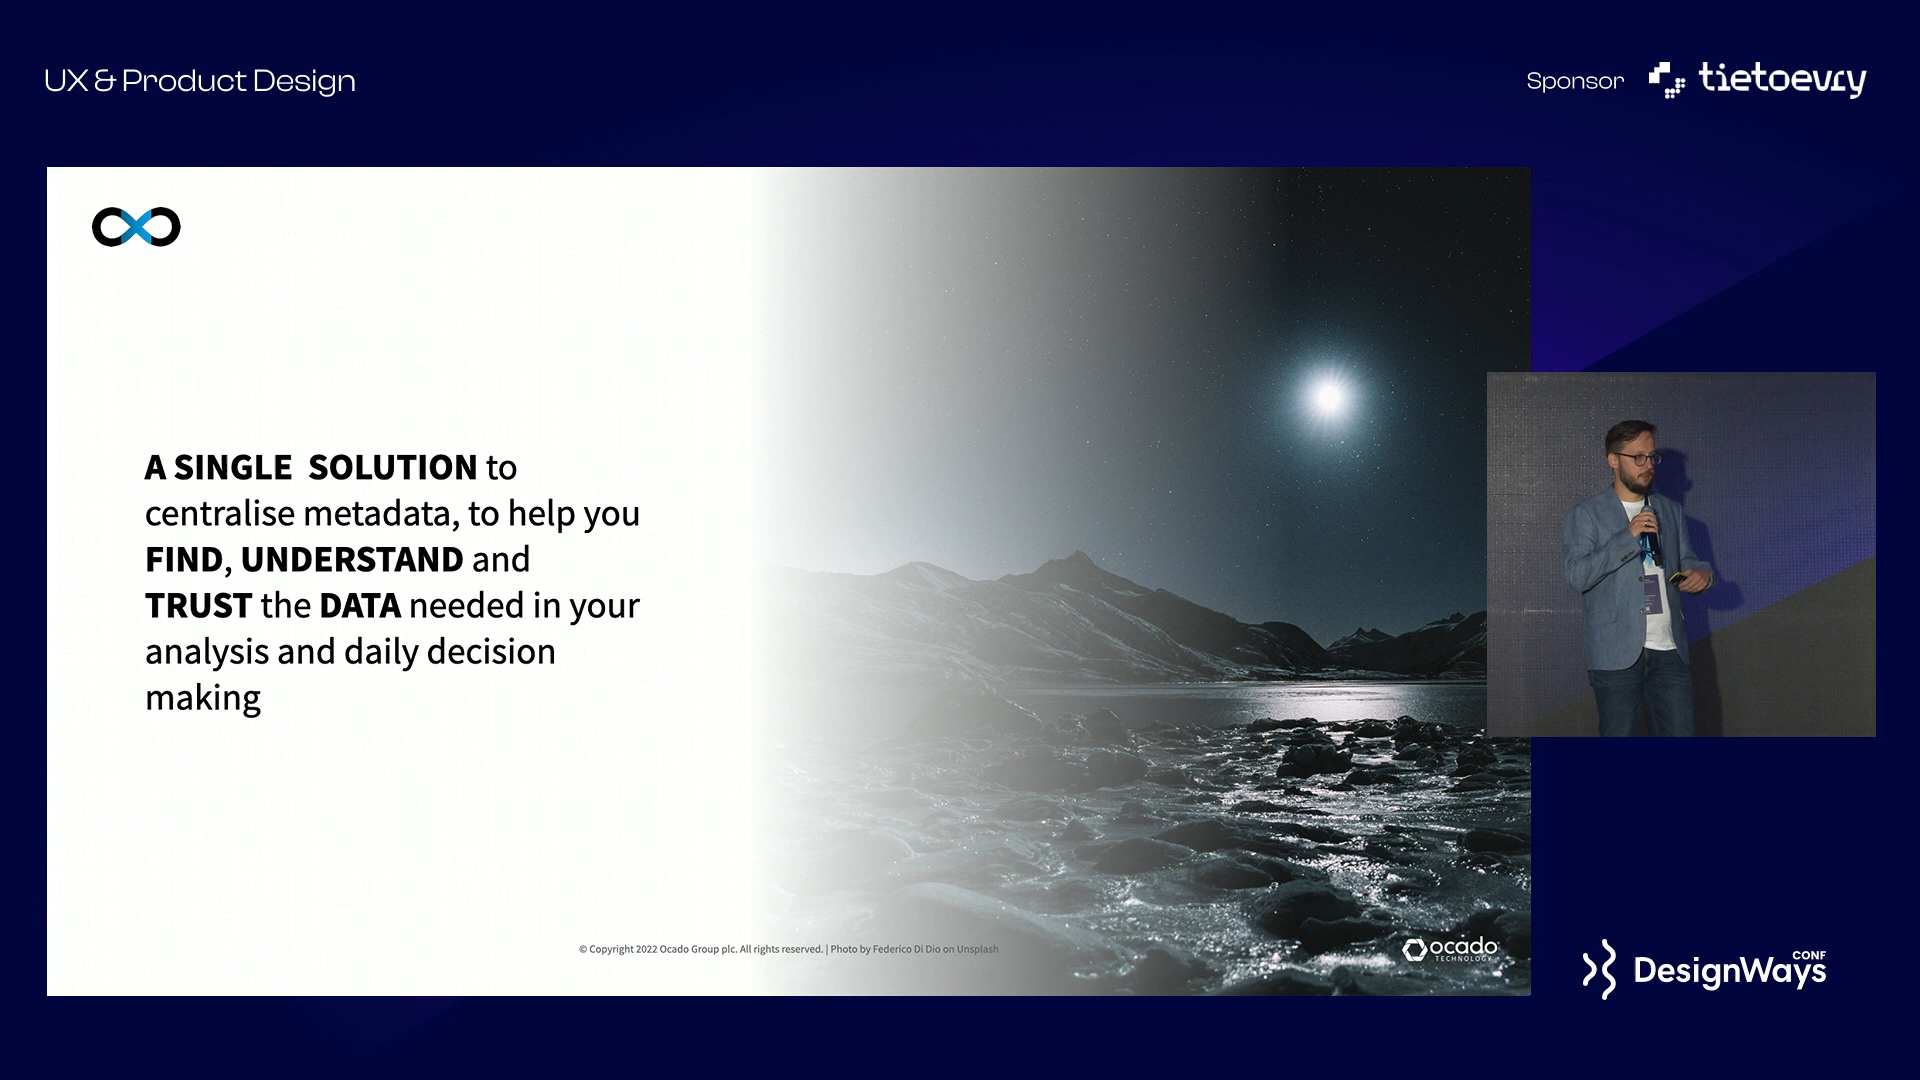 UX & Product Design
Sponsor tietoevry
A SINGLE  SOLUTION to
centralise metadata, to help you
FIND, UNDERSTAND and
TRUST the DATA needed in your
analysis and daily decision
making
© Copyright 2022 Ocado Group plc. All rights reserved. | Photo by Federico Di Dio on Unsplash
ocado
TECHNOLOGY
DesignWays CONF